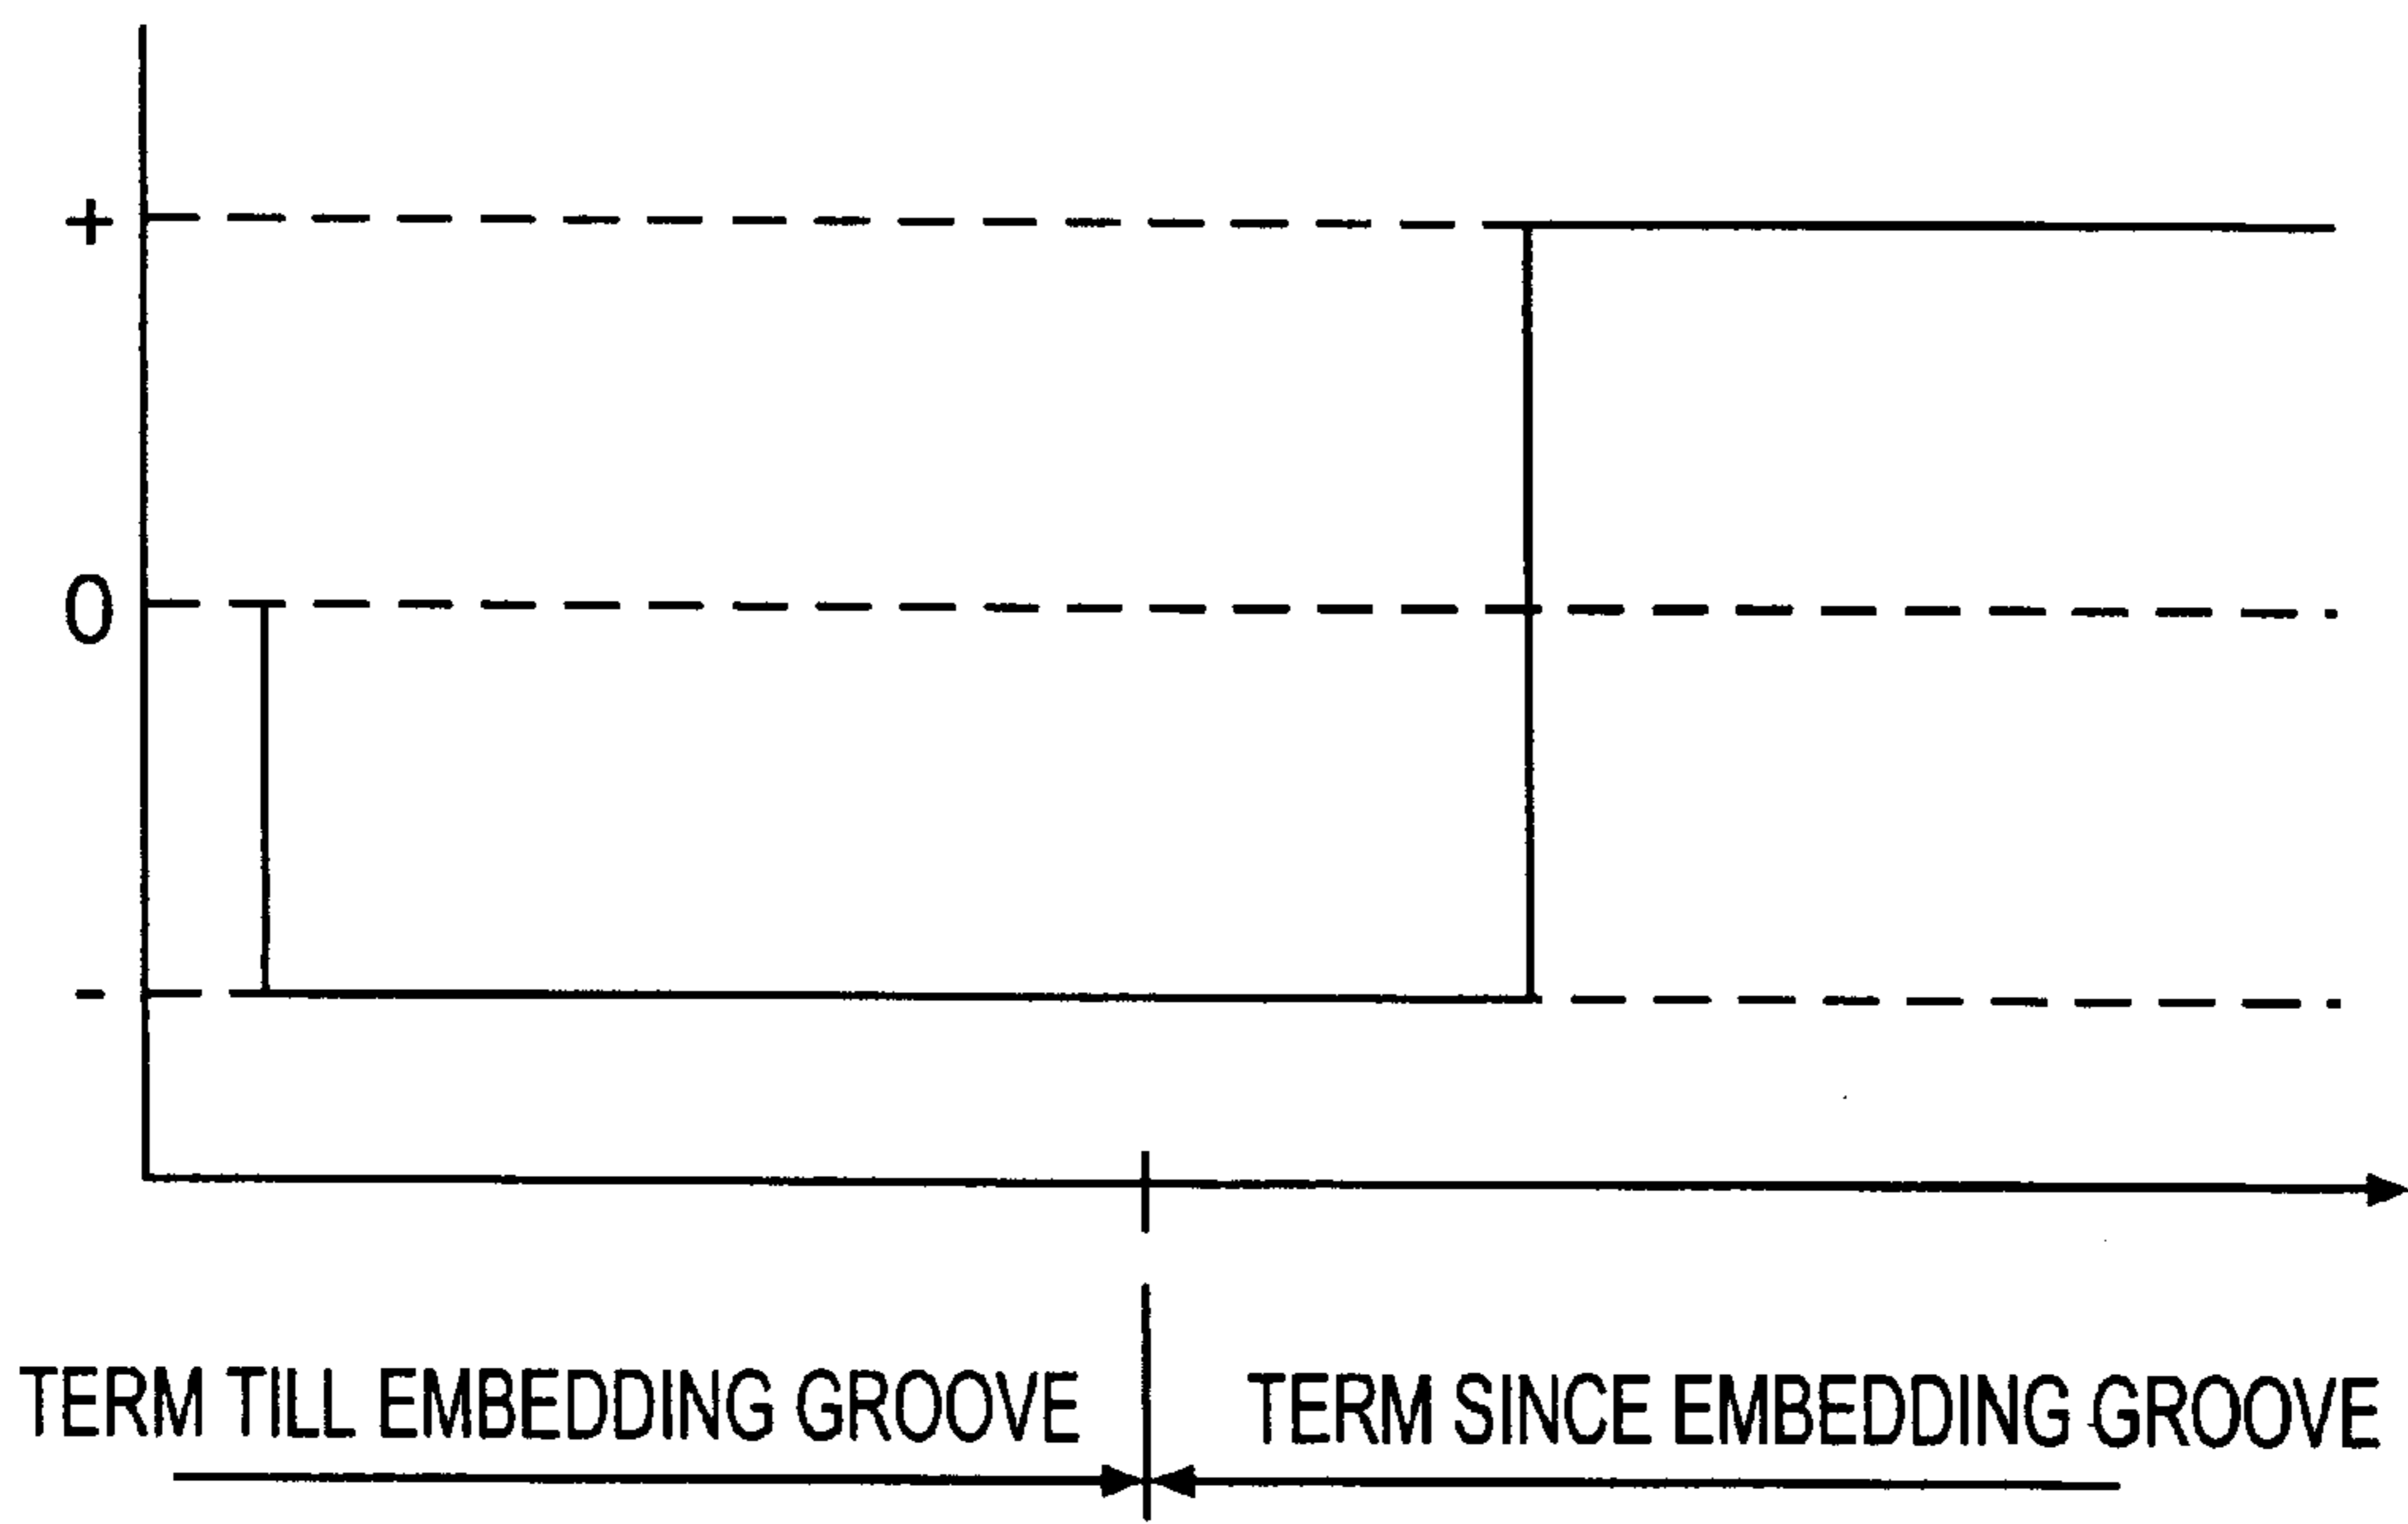 +
0
-
TERM TILL EMBEDDING GROOVE
TERM SINCE EMBEDDING GROOVE